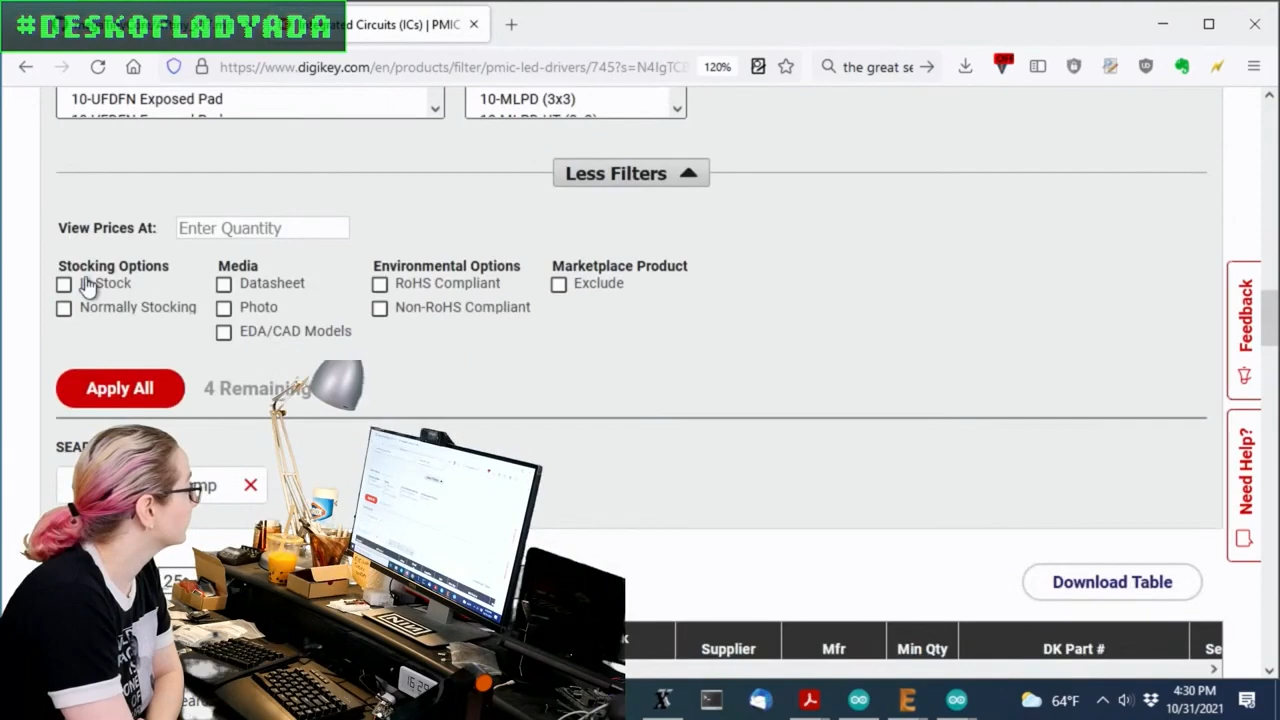 #DESKOFLADYADA
Integrated Circuits (ICs) | PMIC
https://www.digikey.com/en/products/filter/pmic-led-drivers/745?s=N4IgTC
120%
the great se
10-UFDFN Exposed Pad
10-MLPD (3x3)
Less Filters
View Prices At:
Enter Quantity
Stocking Options
Media
Environmental Options
Marketplace Product
In Stock
Datasheet
RoHS Compliant
Exclude
Normally Stocking
Photo
Non-RoHS Compliant
EDA/CAD Models
Apply All
4 Remaining
Feedback
Need Help?
Download Table
Supplier
Mfr
Min Qty
DK Part #
Se
64°F
4:30 PM
10/31/2021